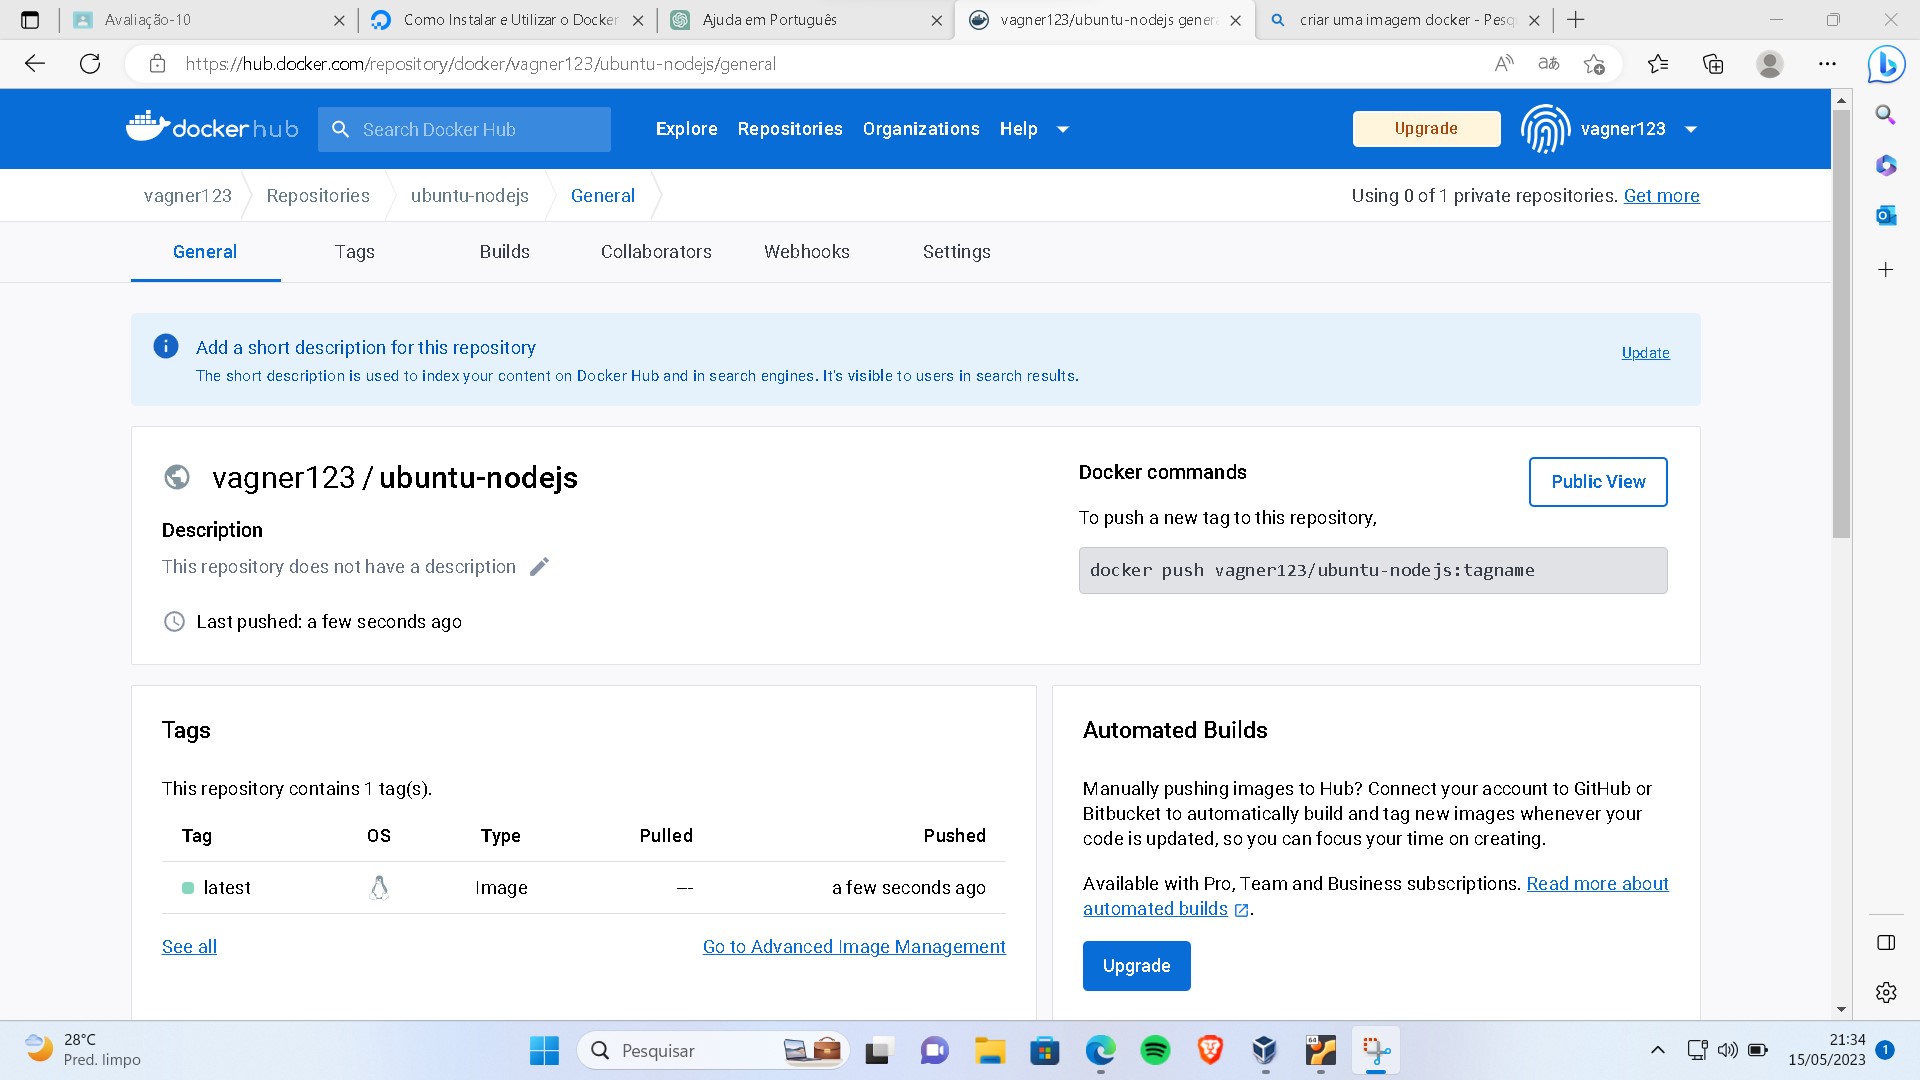 Avaliação-10
Como Instalar e Utilizar o Docker
Ajuda em Português
vagner123/ubuntu-nodejs genera
criar uma imagem docker - Pesq
https://hub.docker.com/repository/docker/vagner123/ubuntu-nodejs/general
dockerhub
Search Docker Hub
Explore
Repositories
Organizations
Help
Upgrade
vagner123
vagner123
Repositories
ubuntu-nodejs
General
Using 0 of 1 private repositories. Get more
General
Tags
Builds
Collaborators
Webhooks
Settings
Add a short description for this repository
Update
The short description is used to index your content on Docker Hub and in search engines. It's visible to users in search results.
vagner123 / ubuntu-nodejs
Description
This repository does not have a description
Last pushed: a few seconds ago
Docker commands
Public View
To push a new tag to this repository,
docker push vagner123/ubuntu-nodejs:tagname
Tags
This repository contains 1 tag(s).
Tag OS Type Pulled Pushed
latest Image --- a few seconds ago
See all
Go to Advanced Image Management
Automated Builds
Manually pushing images to Hub? Connect your account to GitHub or
Bitbucket to automatically build and tag new images whenever your
code is updated, so you can focus your time on creating.
Available with Pro, Team and Business subscriptions. Read more about
automated builds.
Upgrade
28°C
Pred. limpo
Pesquisar
64
21:34
15/05/2023
1